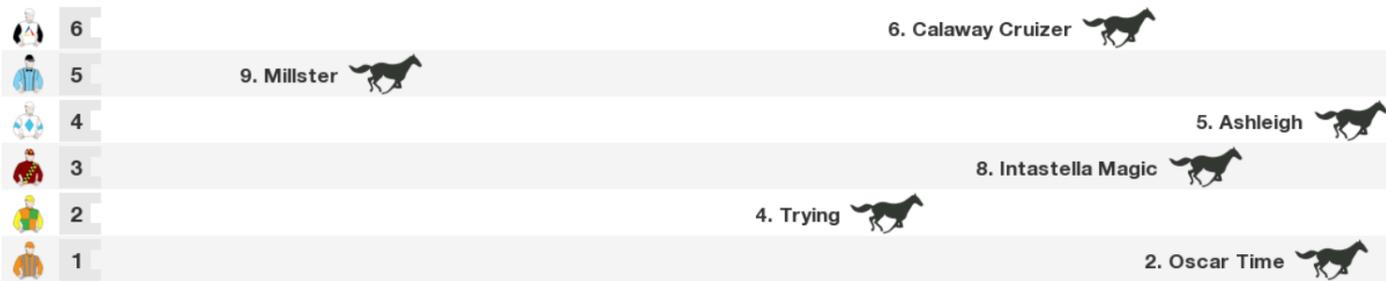 6 6. Calaway Cruizer
5 9. Millster
4 5. Ashleigh
3 8. Intastella Magic
2 4. Trying
1 2. Oscar Time